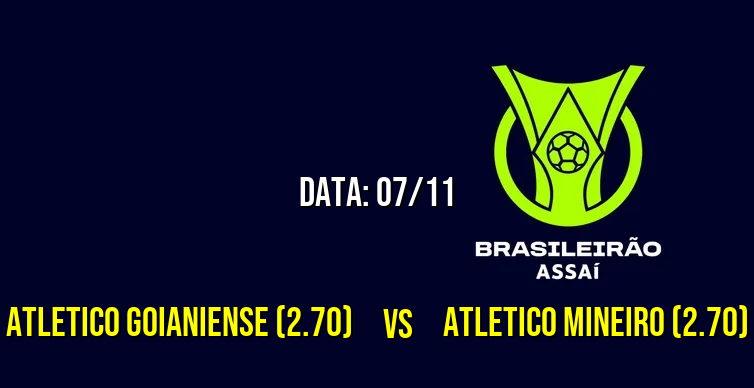 DATA: 07/11
BRASILEIRÃO
ASSAÍ
ATLETICO GOIANIENSE (2.70) VS ATLETICO MINEIRO (2.70)